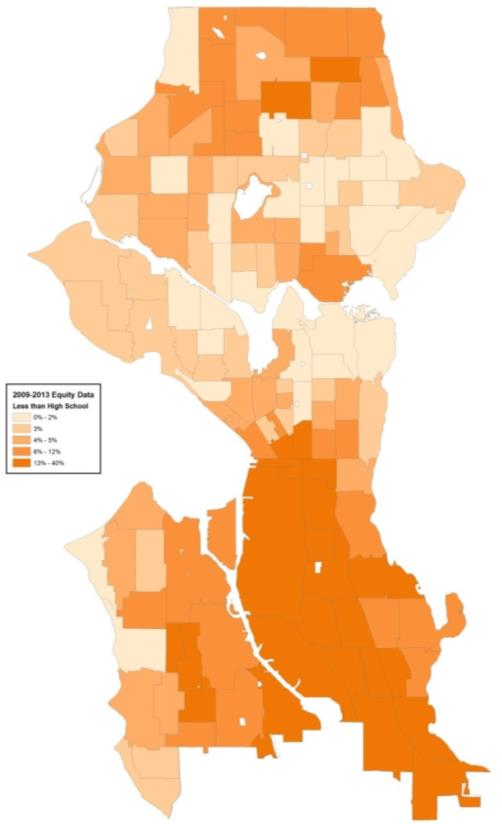 2009-2013 Equity Data
Less than High School
0% - 2%
3%
4% - 5%
6% - 12%
13% - 40%